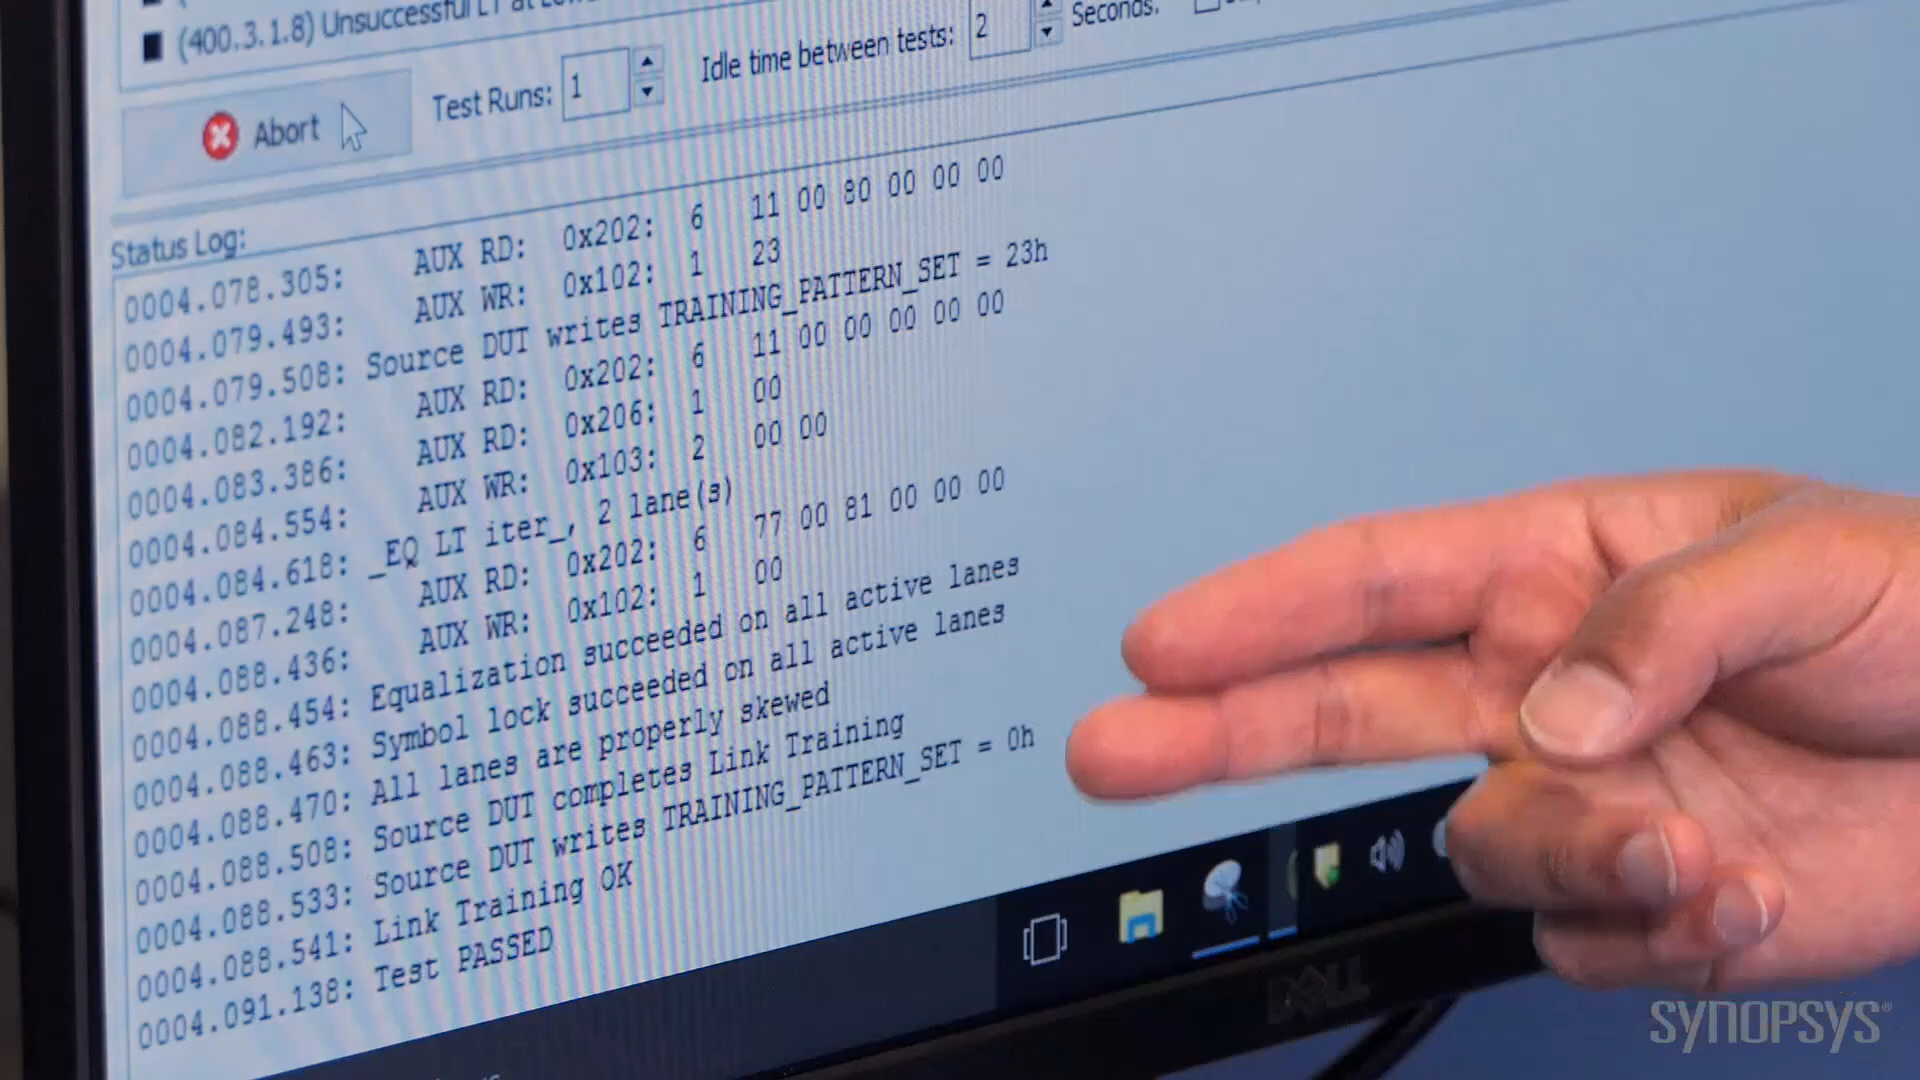 (400.3.1.8) Unsuccessful LT at
Abort
Test Runs: 1
Idle time between tests: 2 Seconds.
Status Log:
0004.078.305: AUX RD: 0x202: 6 11 00 80 00 00 00
0004.079.493: AUX WR: 0x102: 1 23
0004.079.508: Source DUT writes TRAINING_PATTERN_SET = 23h
0004.082.192: AUX RD: 0x202: 6 11 00 00 00 00 00
0004.083.386: AUX RD: 0x206: 1 00
0004.084.554: AUX WR: 0x103: 2 00 00
0004.084.618: _EQ LT iter_, 2 lane(s)
0004.087.248: AUX RD: 0x202: 6 77 00 81 00 00 00
0004.088.436: AUX WR: 0x102: 1 00
0004.088.454: Equalization succeeded on all active lanes
0004.088.463: Symbol lock succeeded on all active lanes
0004.088.470: All lanes are properly skewed
0004.088.508: Source DUT completes Link Training
0004.088.533: Source DUT writes TRAINING_PATTERN_SET = 0h
0004.088.541: Link Training OK
0004.091.138: Test PASSED
DELL
SYNOPSYS®